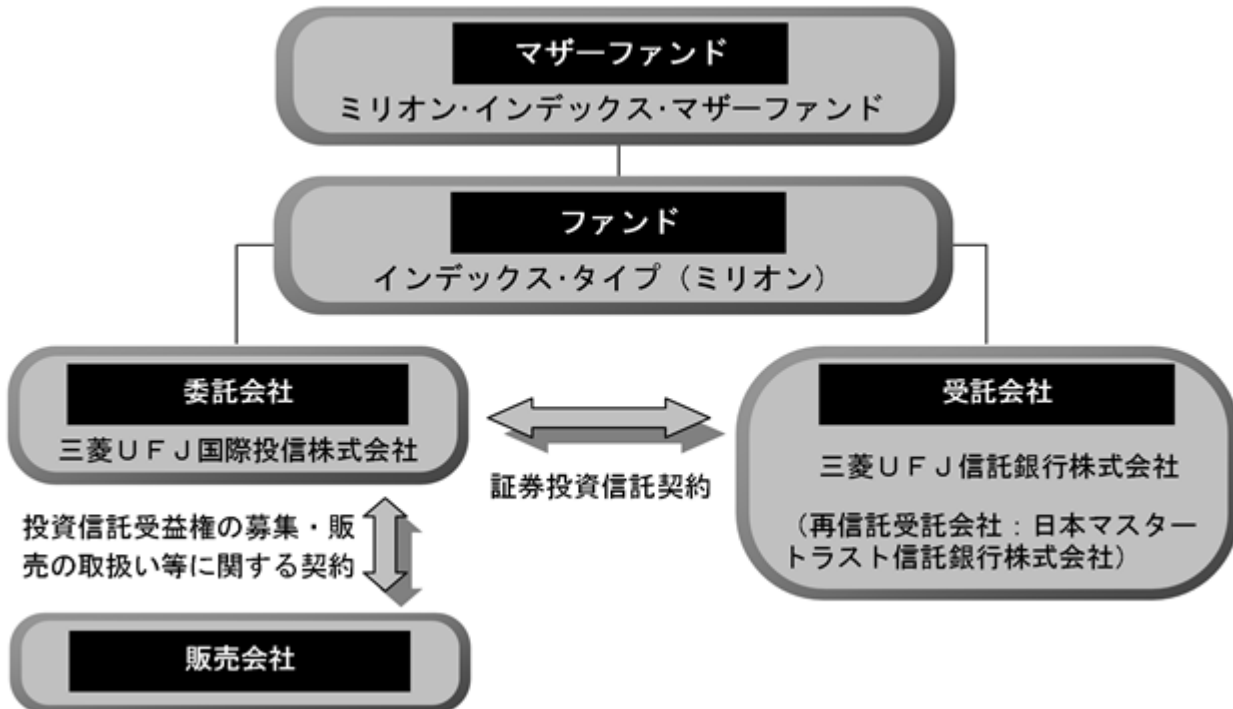 マザーファンド
ミリオン・インデックス・マザーファンド
ファンド
インデックス・タイプ（ミリオン）
委託会社
三菱ＵＦＪ国際投信株式会社
受託会社
三菱ＵＦＪ信託銀行株式会社
（再信託受託会社：日本マスター
トラスト信託銀行株式会社）
証券投資信託契約
投資信託受益権の募集・販
売の取扱い等に関する契約
販売会社